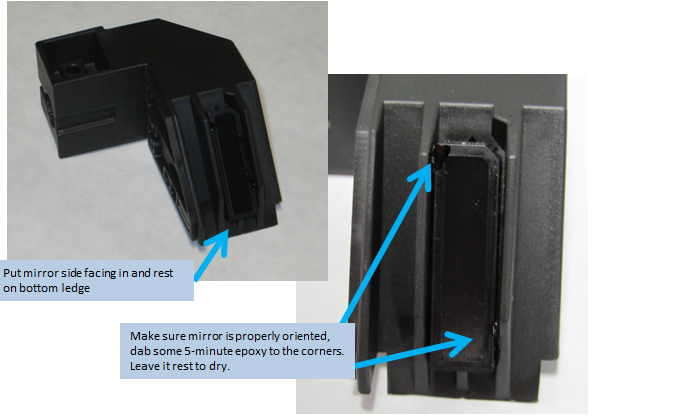 Put mirror side facing in and rest
on bottom ledge
Make sure mirror is properly oriented,
dab some 5-minute epoxy to the corners.
Leave it rest to dry.